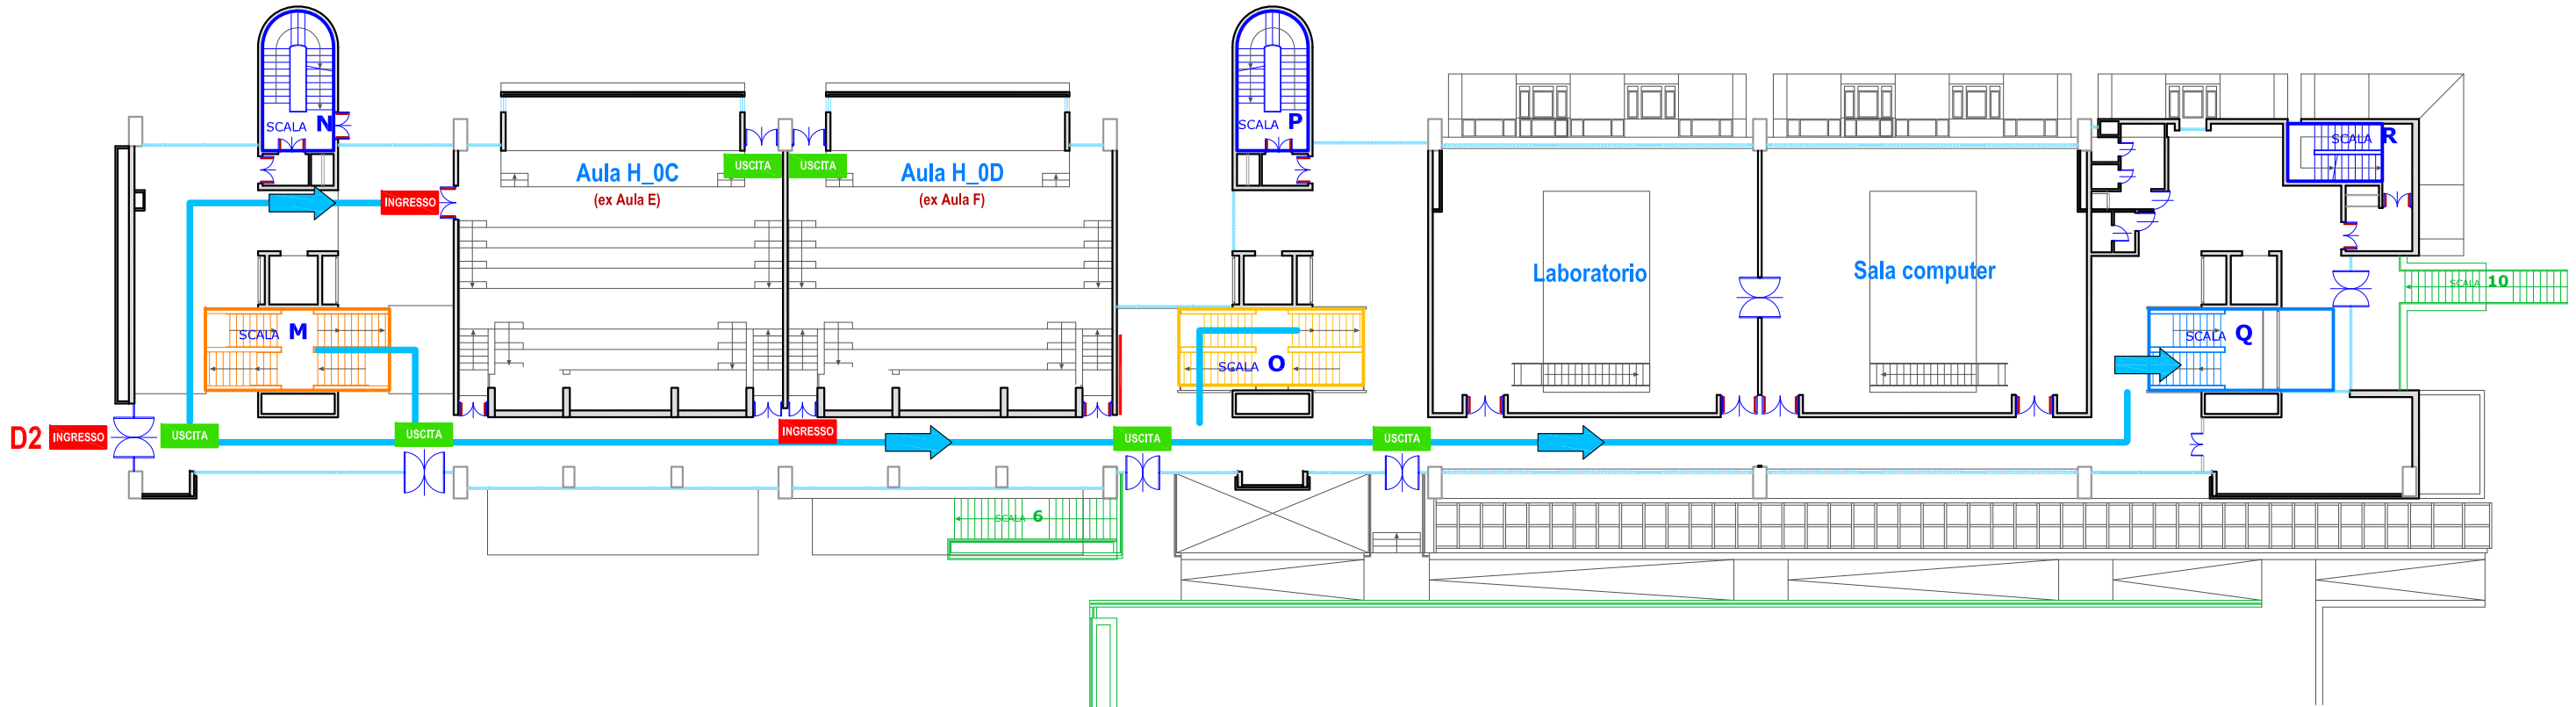 SCALA N
SCALA P
SCALA R
USCITA
USCITA
Aula H_0C
(ex Aula E)
Aula H_0D
(ex Aula F)
INGRESSO
Laboratorio
Sala computer
SCALA 10
SCALA M
SCALA O
SCALA Q
D2 INGRESSO
USCITA
USCITA
INGRESSO
USCITA
USCITA
SCALA 6